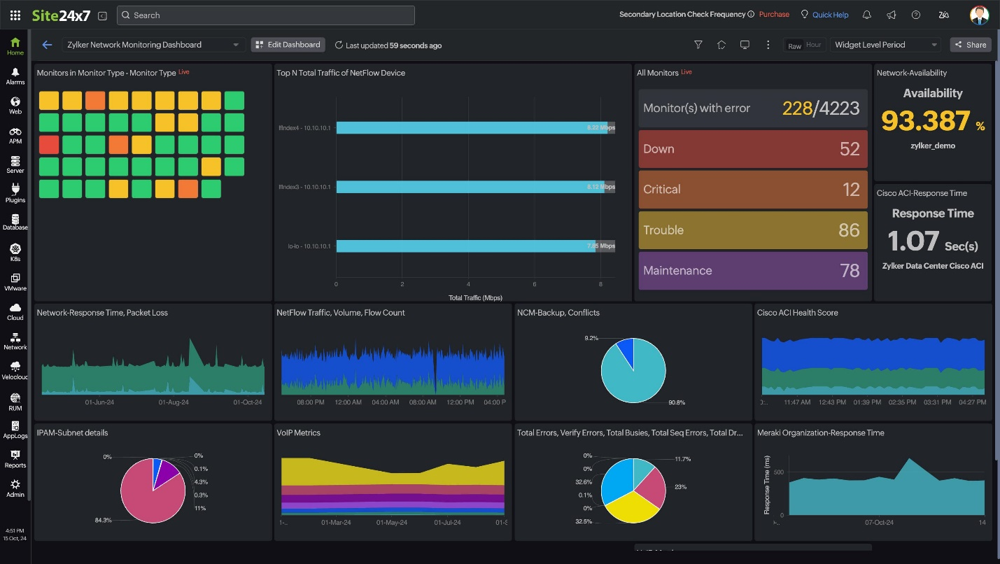 Site24x7
Search
Secondary Location Check Frequency
Purchase
Quick Help
Home
Alarms
Web
APM
Server
Plugins
Database
K8s
VMware
Cloud
Network
Velocloud
RUM
AppLogs
Reports
Admin
4:51 PM
15 Oct, 24
Zylker Network Monitoring Dashboard
Edit Dashboard
Last updated 59 seconds ago
Raw Hour
Widget Level Period
Share
Monitors in Monitor Type - Monitor Type Live
Top N Total Traffic of NetFlow Device
IfIndex4 - 10.10.10.1
8.22 Mbps
IfIndex3 - 10.10.10.1
8.12 Mbps
lo-lo - 10.10.10.1
7.85 Mbps
0 2 4 6 8
Total Traffic (Mbps)
All Monitors Live
Monitor(s) with error 228/4223
Down 52
Critical 12
Trouble 86
Maintenance 78
Network-Availability
Availability
93.387 %
zylker_demo
Cisco ACI-Response Time
Response Time
1.07 Sec(s)
Zylker Data Center Cisco ACI
Network-Response Time, Packet Loss
01-Jun-24 01-Aug-24 01-Oct-24
NetFlow Traffic, Volume, Flow Count
08:00 PM 12:00 AM 04:00 AM 08:00 AM 12:00 PM 04:00 P
NCM-Backup, Conflicts
9.2%
90.8%
Cisco ACI Health Score
0:.. 11:47 AM 12:43 PM 01:39 PM 02:35 PM 03:31 PM 04:27 PM
IPAM-Subnet details
0%
0%
0.1%
4.3%
0.3%
11%
84.3%
VoIP Metrics
01-Mar-24 01-May-24 01-Jul-24
Total Errors, Verify Errors, Total Busies, Total Seq Errors, Total Dr...
0%
0%
32.6%
0.1%
0%
32.5%
11.7%
23%
Meraki Organization-Response Time
Response Time (ms)
500
0
07-Oct-24 14